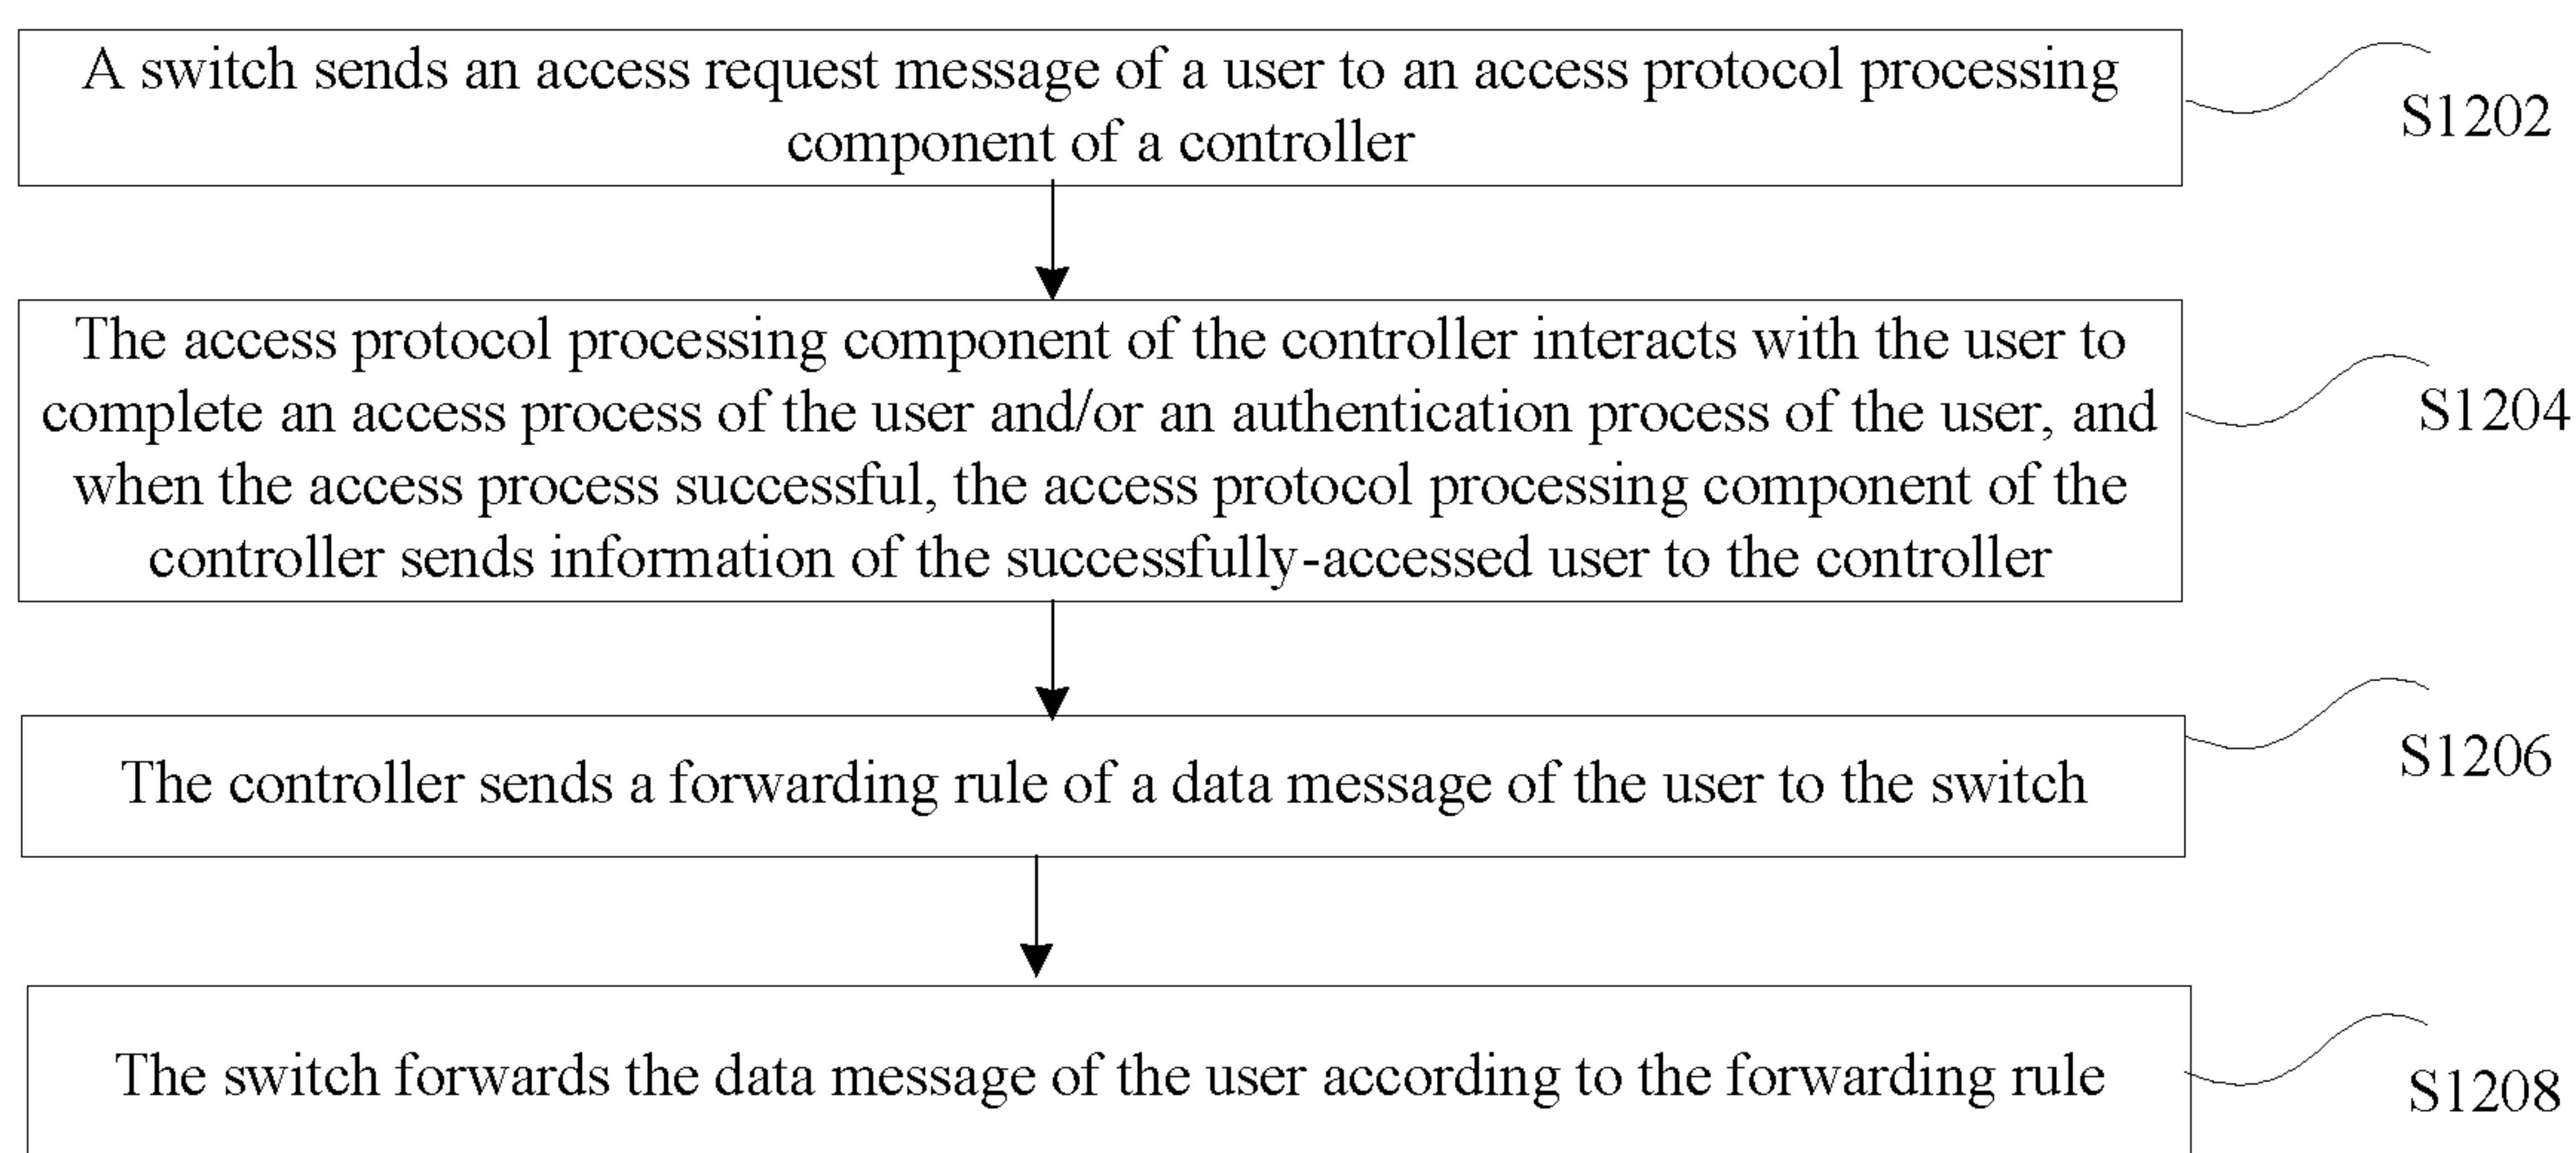 A switch sends an access request message of a user to an access protocol processing
component of a controller
S1202
The access protocol processing component of the controller interacts with the user to
complete an access process of the user and/or an authentication process of the user, and
when the access process successful, the access protocol processing component of the
controller sends information of the successfully-accessed user to the controller
S1204
The controller sends a forwarding rule of a data message of the user to the switch
S1206
The switch forwards the data message of the user according to the forwarding rule
S1208